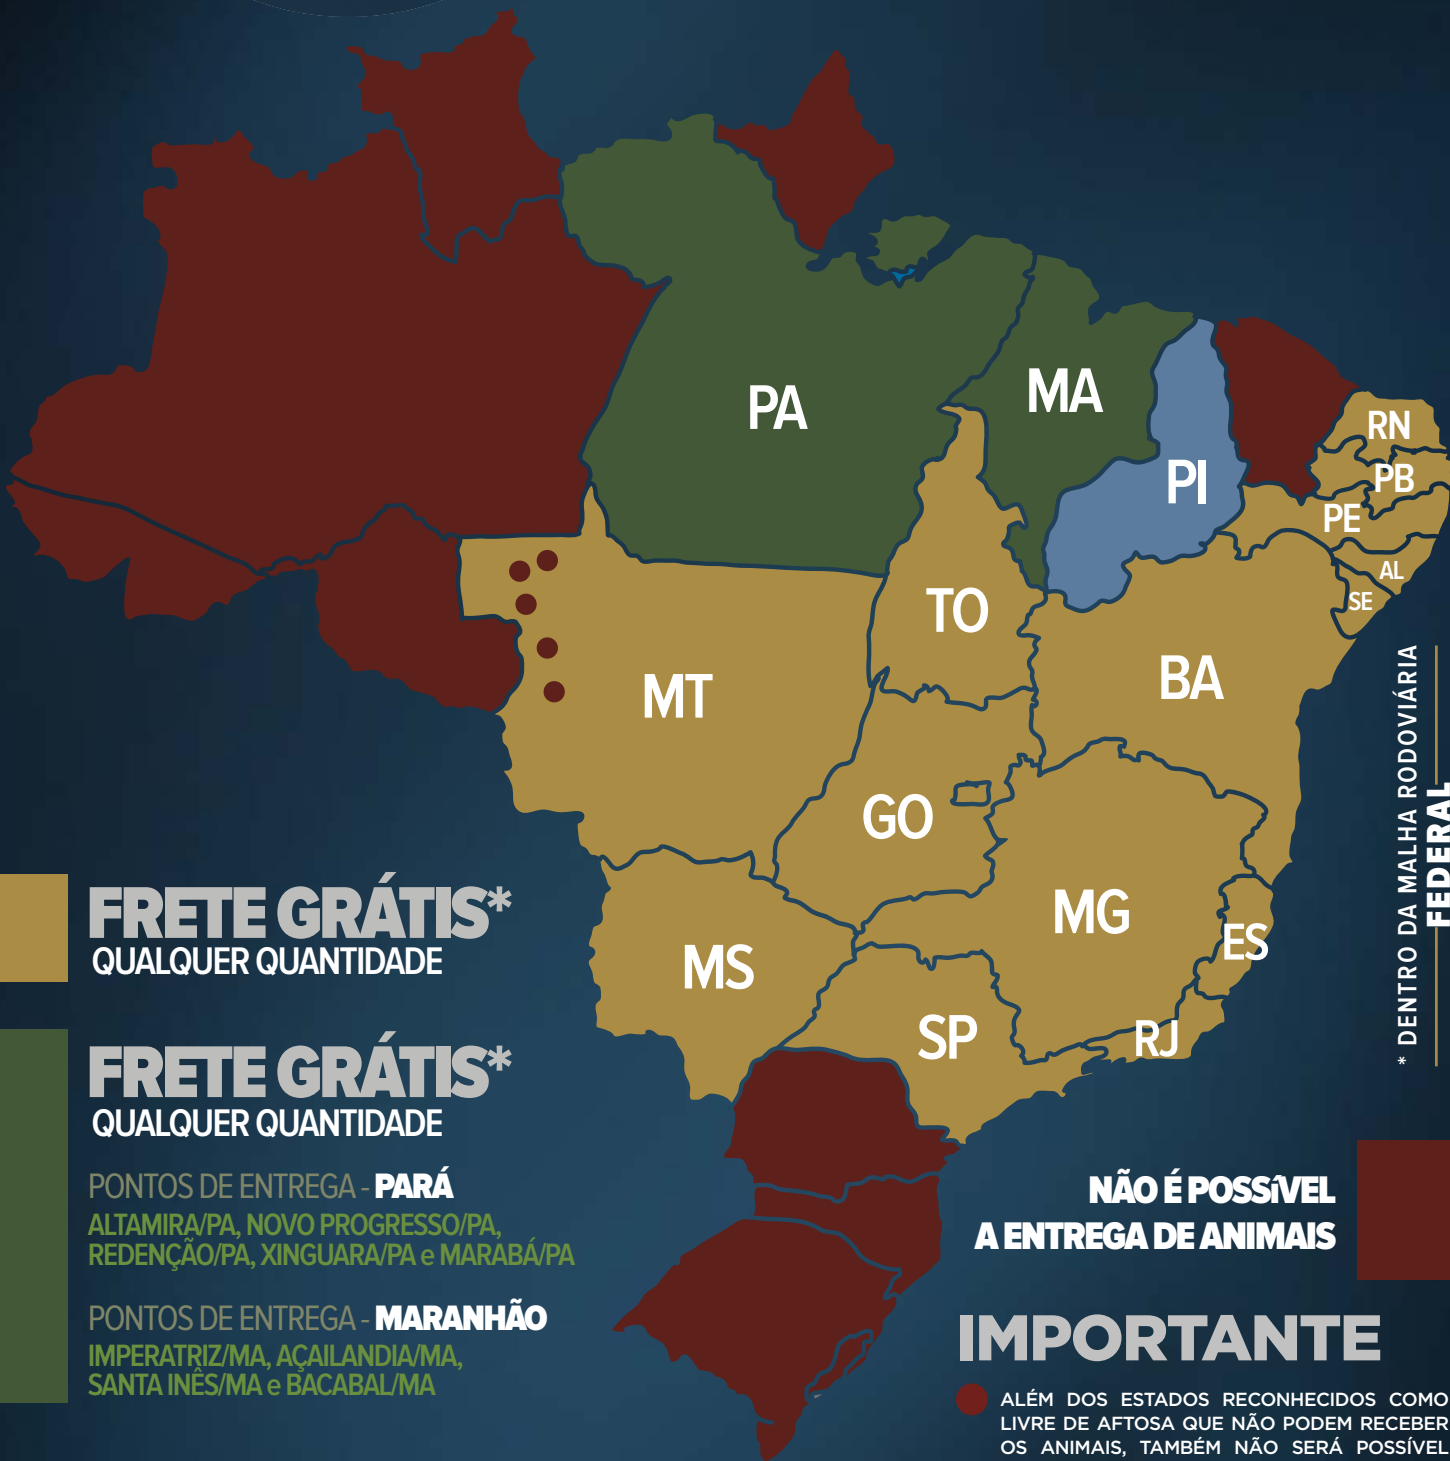 PA
MA
PI
RN
PB
PE
AL
SE
TO
BA
MT
GO
MG
ES
MS
SP
RJ
* DENTRO DA MALHA RODOVIÁRIA
FEDERAL
FRETE GRÁTIS*
QUALQUER QUANTIDADE
FRETE GRÁTIS*
QUALQUER QUANTIDADE
PONTOS DE ENTREGA - PARÁ
ALTAMIRA/PA, NOVO PROGRESSO/PA,
REDENÇÃO/PA, XINGUARA/PA e MARABÁ/PA
PONTOS DE ENTREGA - MARANHÃO
IMPERATRIZ/MA, AÇAILANDIA/MA,
SANTA INÊS/MA e BACABAL/MA
NÃO É POSSíVEL
A ENTREGA DE ANIMAIS
IMPORTANTE
ALÉM DOS ESTADOS RECONHECIDOS COMO
LIVRE DE AFTOSA QUE NÃO PODEM RECEBER
OS ANIMAIS, TAMBÉM NÃO SERÁ POSSÍVEL